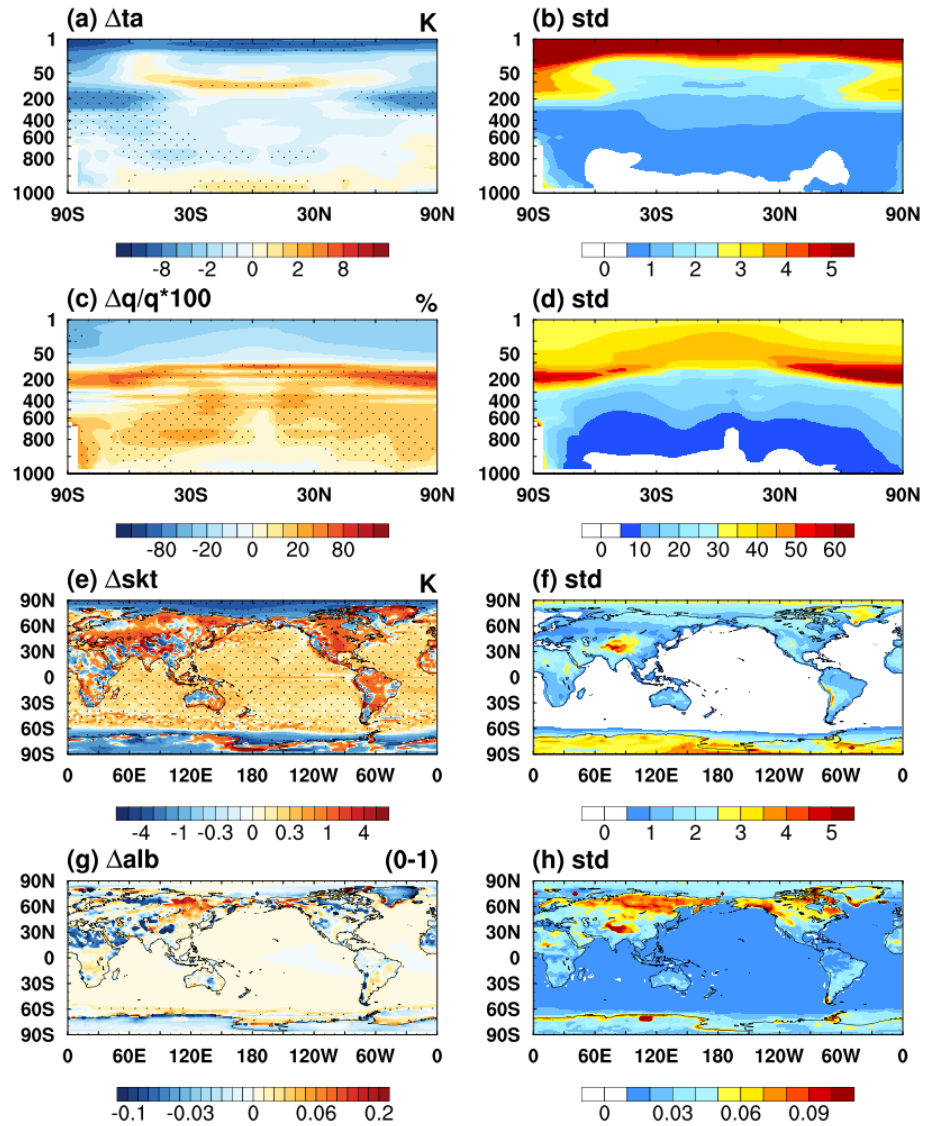 (a) Δta K
1
50
200
400
600
800
1000
90S 30S 30N 90N
-8 -2 0 2 8
(b) std
1
50
200
400
600
800
1000
90S 30S 30N 90N
0 1 2 3 4 5
(c) Δq/q*100 %
1
50
200
400
600
800
1000
90S 30S 30N 90N
-80 -20 0 20 80
(d) std
1
50
200
400
600
800
1000
90S 30S 30N 90N
0 10 20 30 40 50 60
(e) Δskt K
90N
60N
30N
0
30S
60S
90S
0 60E 120E 180 120W 60W 0
-4 -1 -0.3 0 0.3 1 4
(f) std
90N
60N
30N
0
30S
60S
90S
0 60E 120E 180 120W 60W 0
0 1 2 3 4 5
(g) Δalb (0-1)
90N
60N
30N
0
30S
60S
90S
0 60E 120E 180 120W 60W 0
-0.1 -0.03 0 0.06 0.2
(h) std
90N
60N
30N
0
30S
60S
90S
0 60E 120E 180 120W 60W 0
0 0.03 0.06 0.09